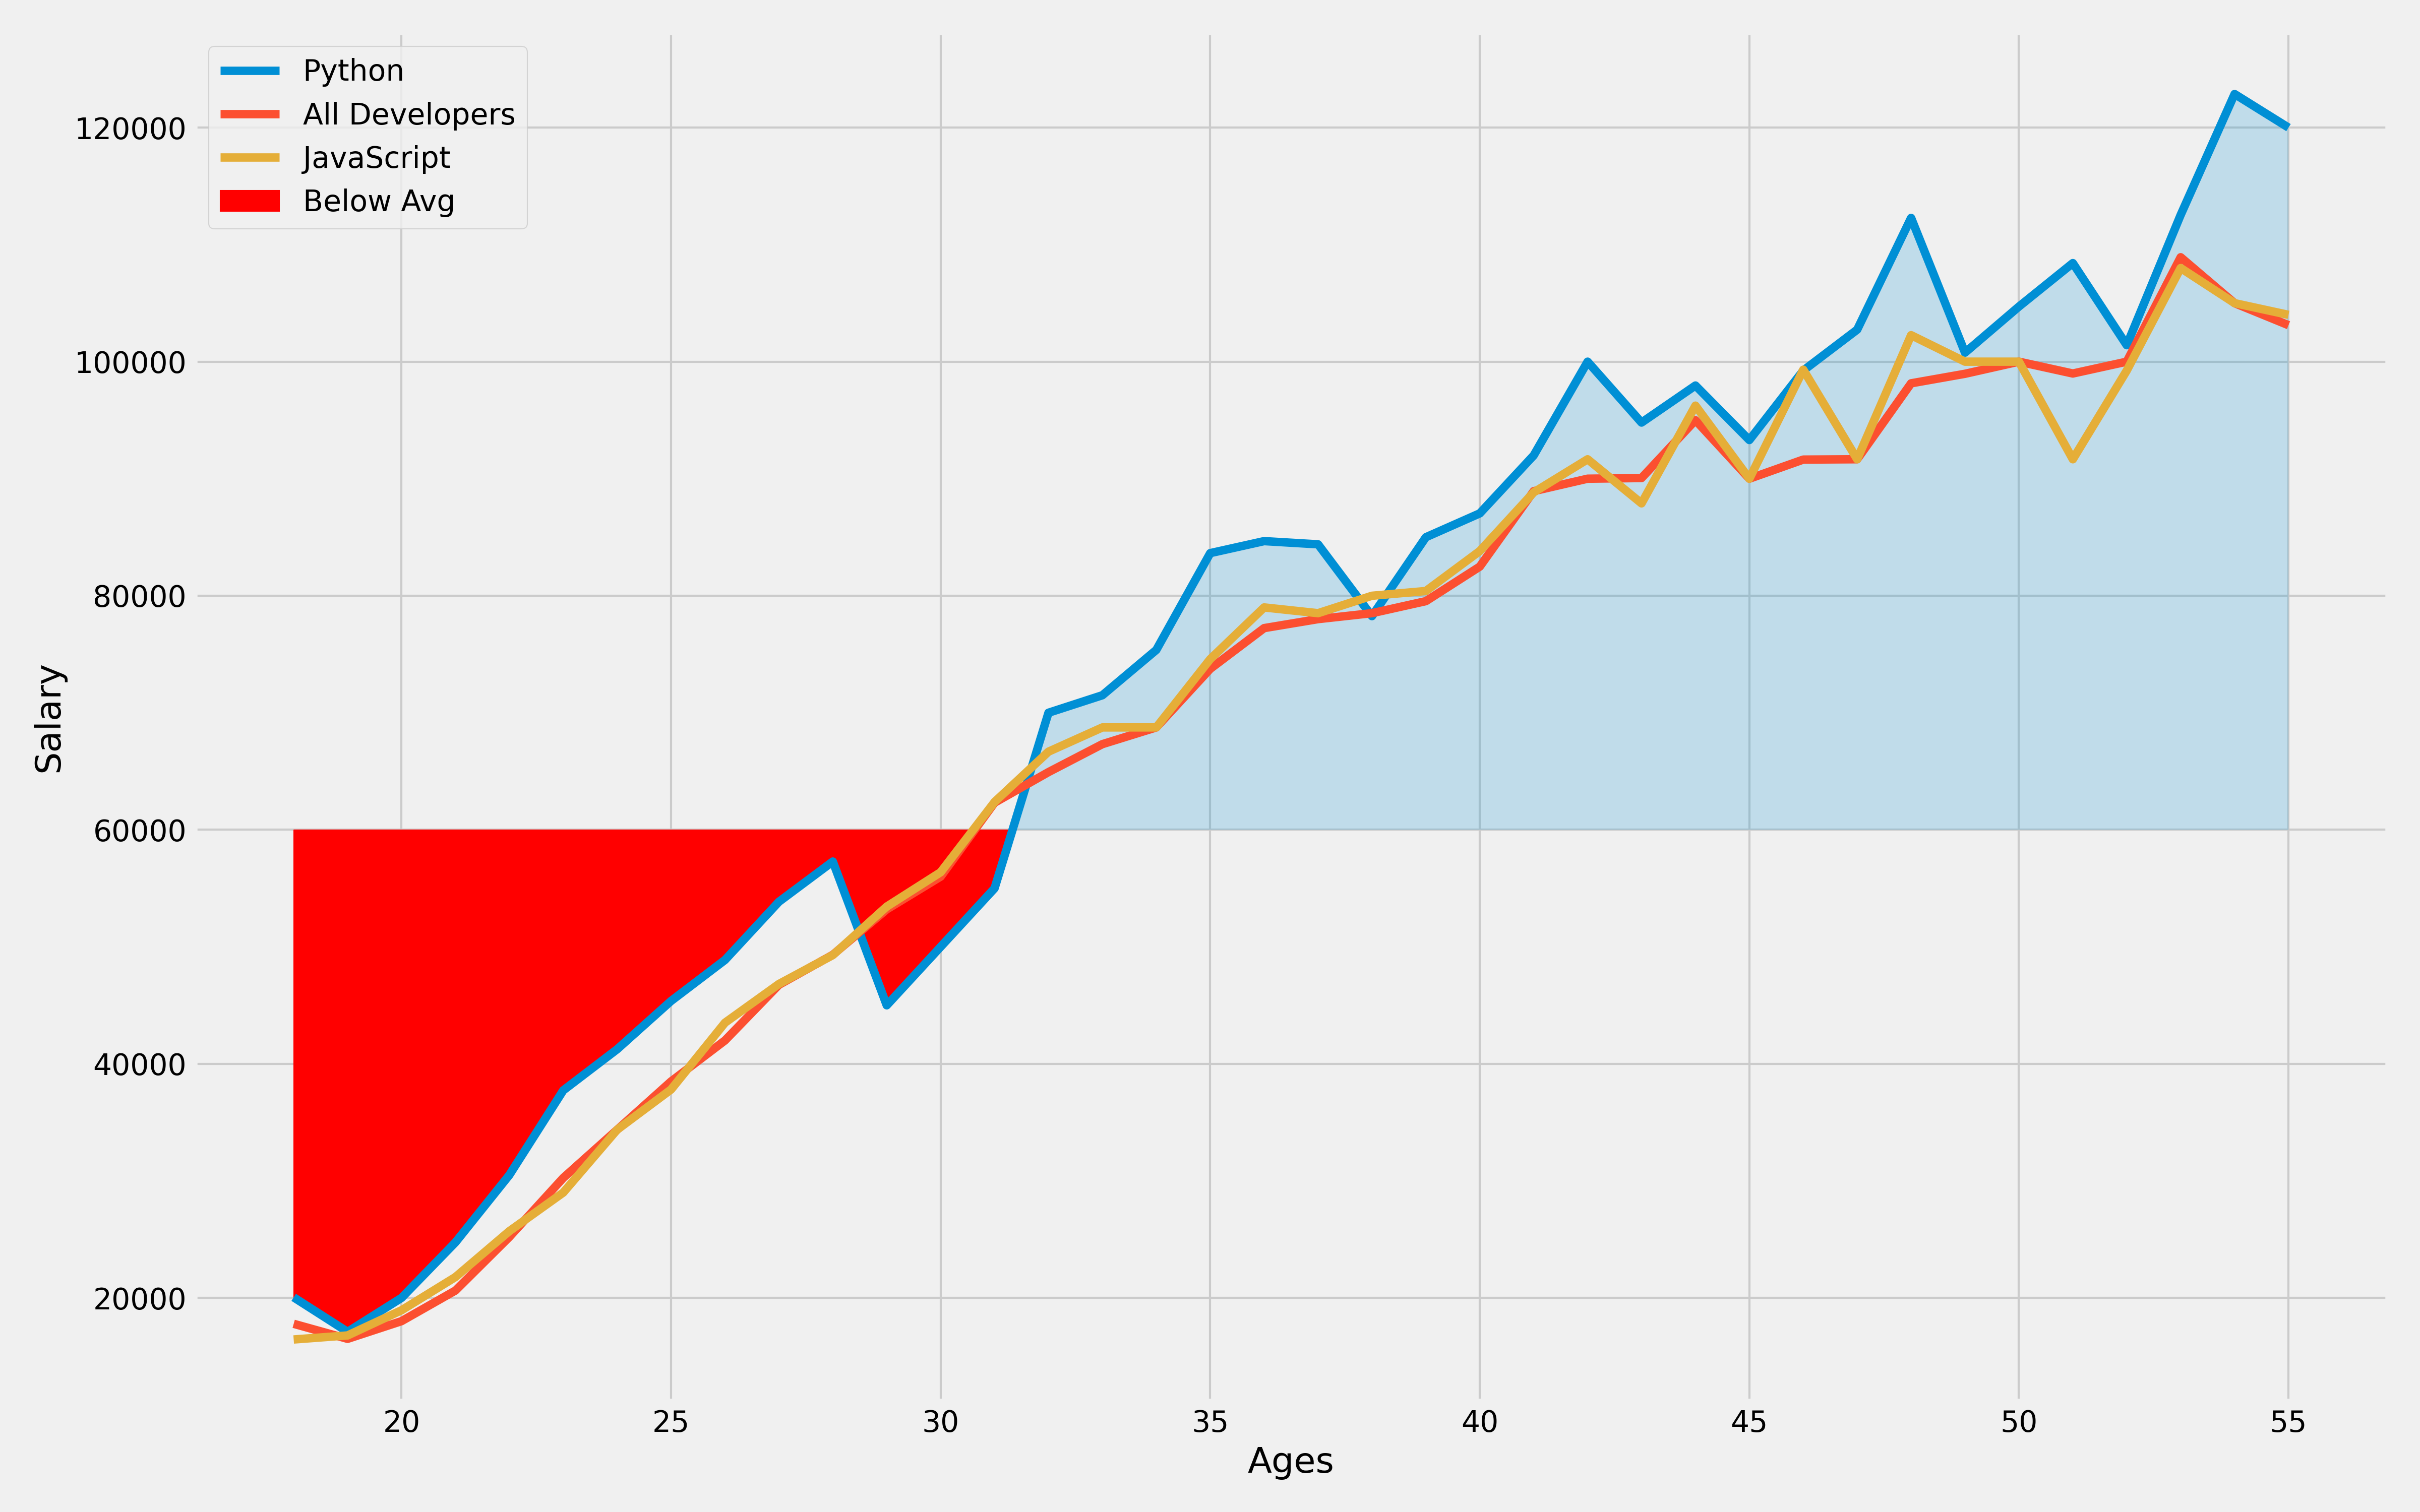 Python
All Developers
JavaScript
Below Avg
120000
100000
80000
60000
40000
20000
Salary
20 25 30 35 40 45 50 55
Ages